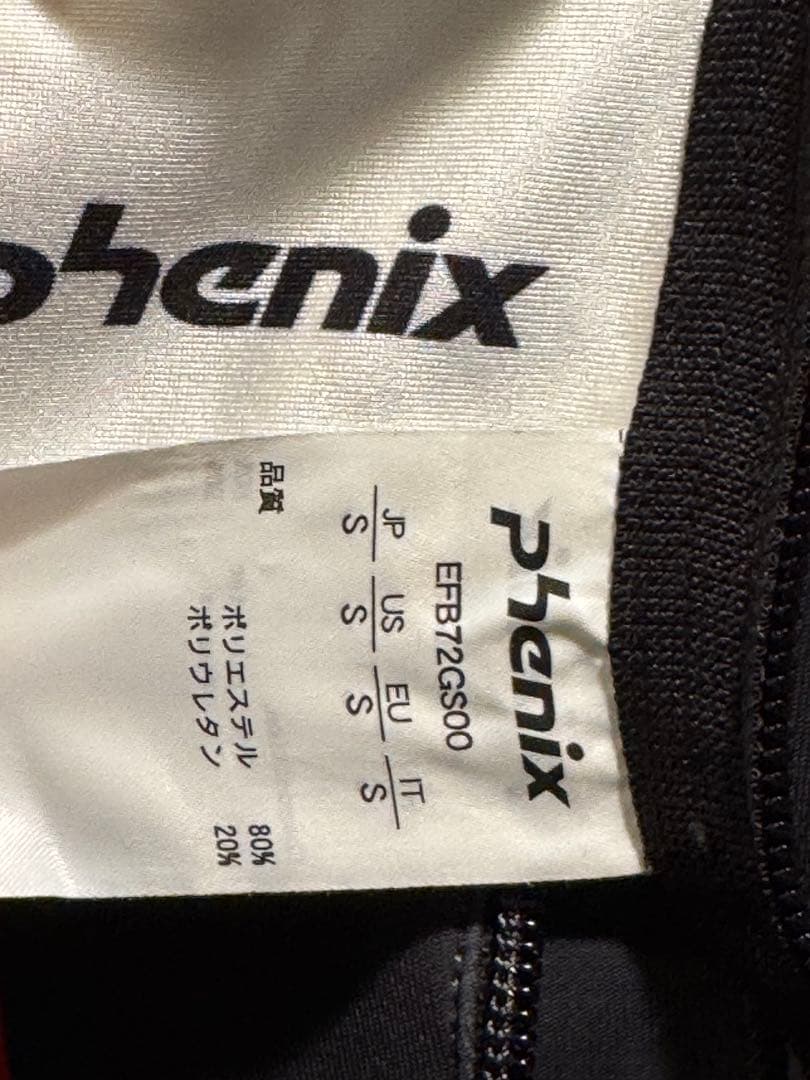 phenix
phenix
EFB72GS00
JP US EU IT
S S S S
品質
ポリエステル 80%
ポリウレタン 20%